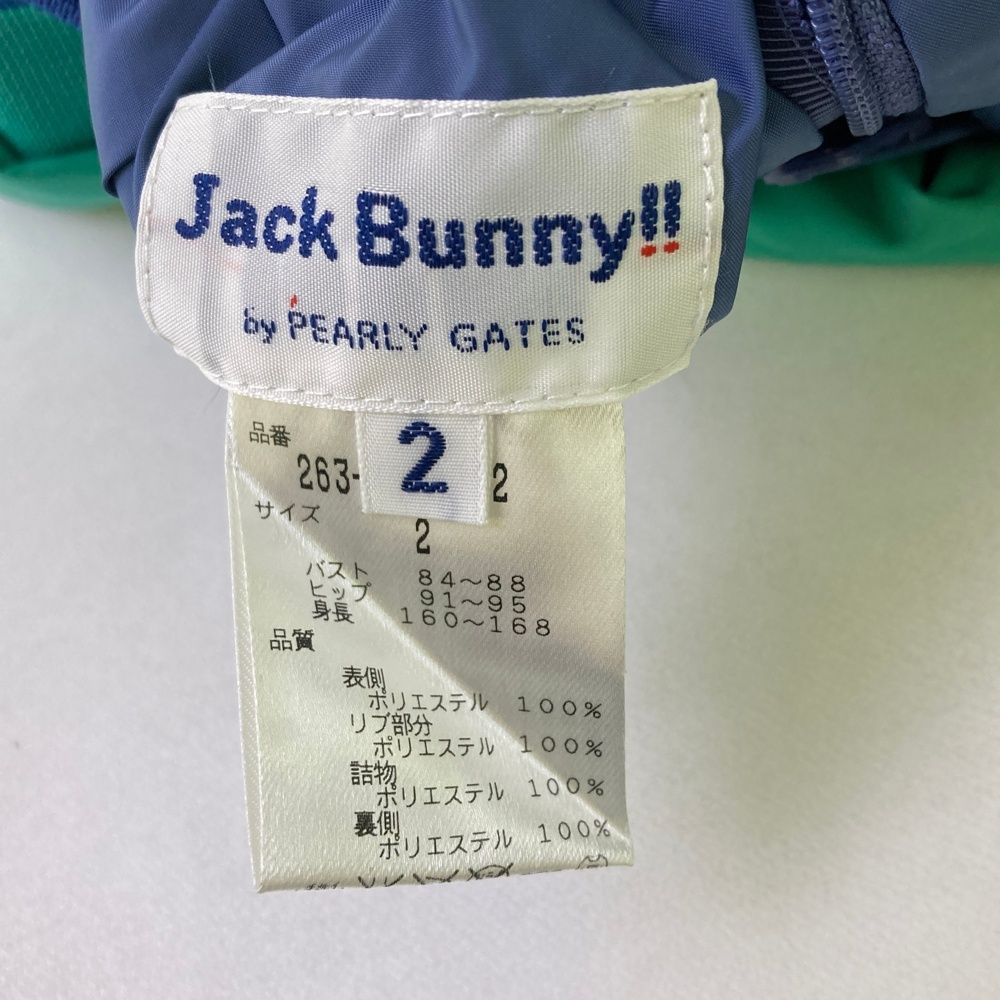 Jack Bunny!!
by PEARLY GATES
2
品番
263- 2
サイズ
2
バスト 84～88
ヒップ 91～95
身長 160～168
品質
表側
ポリエステル 100%
リブ部分
ポリエステル 100%
詰物
ポリエステル 100%
裏側
ポリエステル 100%